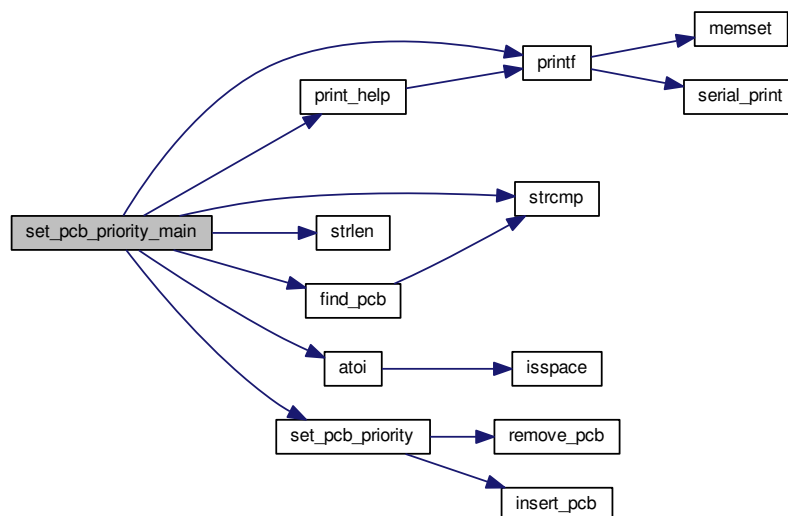 memset
printf
print_help
serial_print
strcmp
set_pcb_priority_main
strlen
find_pcb
atoi
isspace
set_pcb_priority
remove_pcb
insert_pcb